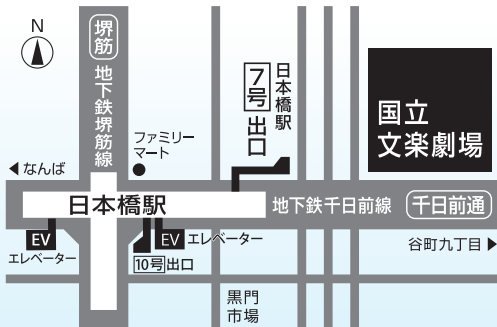 N
堺筋
地下鉄堺筋線
ファミリー
マート
日本橋駅
7号
出口
国立
文楽劇場
なんば
日本橋駅
地下鉄千日前線
千日前通
EV
エレベーター
EV
エレベーター
10号出口
谷町九丁目
黒門
市場